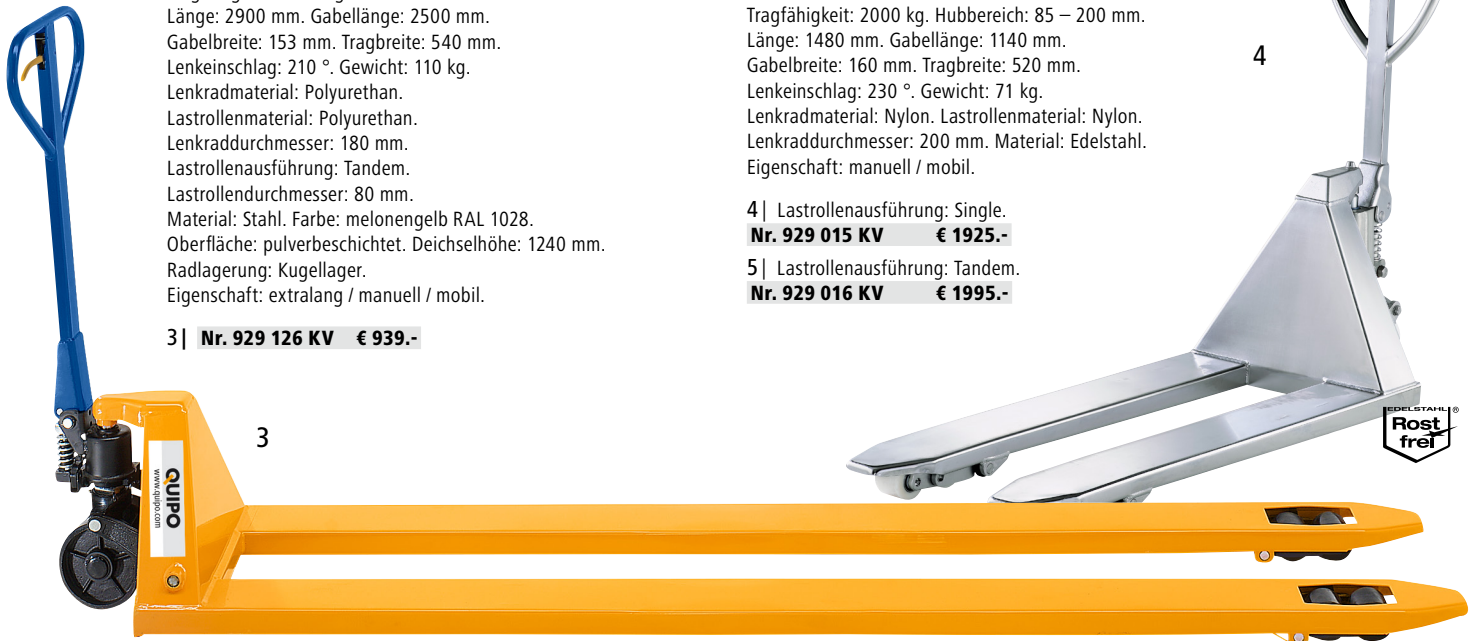 Länge: 2900 mm. Gabellänge: 2500 mm.
Gabelbreite: 153 mm. Tragbreite: 540 mm.
Lenkeinschlag: 210 °. Gewicht: 110 kg.
Lenkradmaterial: Polyurethan.
Lastrollenmaterial: Polyurethan.
Lenkraddurchmesser: 180 mm.
Lastrollenausführung: Tandem.
Lastrollendurchmesser: 80 mm.
Material: Stahl. Farbe: melonengelb RAL 1028.
Oberfläche: pulverbeschichtet. Deichselhöhe: 1240 mm.
Radlagerung: Kugellager.
Eigenschaft: extralang / manuell / mobil.
3| Nr. 929 126 KV € 939.-
3
QUIPO
www.quipo.com
Tragfähigkeit: 2000 kg. Hubbereich: 85 – 200 mm.
Länge: 1480 mm. Gabellänge: 1140 mm.
Gabelbreite: 160 mm. Tragbreite: 520 mm.
Lenkeinschlag: 230 °. Gewicht: 71 kg.
Lenkradmaterial: Nylon. Lastrollenmaterial: Nylon.
Lenkraddurchmesser: 200 mm. Material: Edelstahl.
Eigenschaft: manuell / mobil.
4| Lastrollenausführung: Single.
Nr. 929 015 KV € 1925.-
5| Lastrollenausführung: Tandem.
Nr. 929 016 KV € 1995.-
4
EDELSTAHL ®
Rost
frei